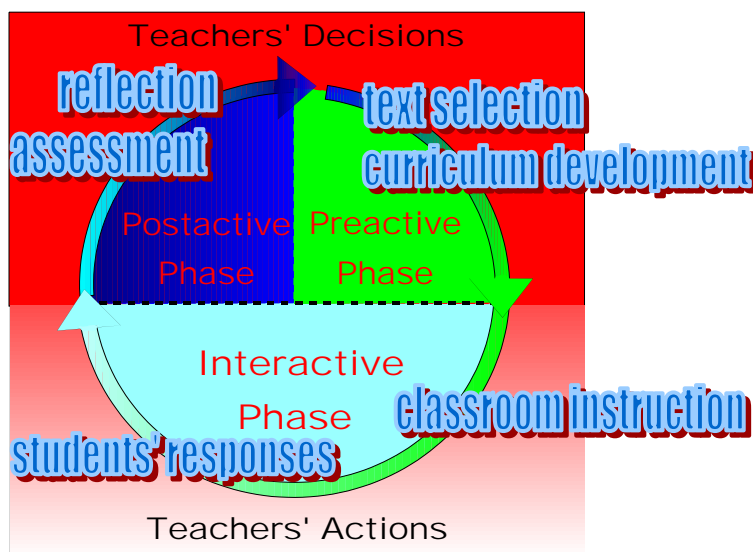 Teachers' Decisions
reflection
assessment
text selection
curriculum development
Postactive
Phase
Preactive
Phase
Interactive
Phase
classroom instruction
students' responses
Teachers' Actions